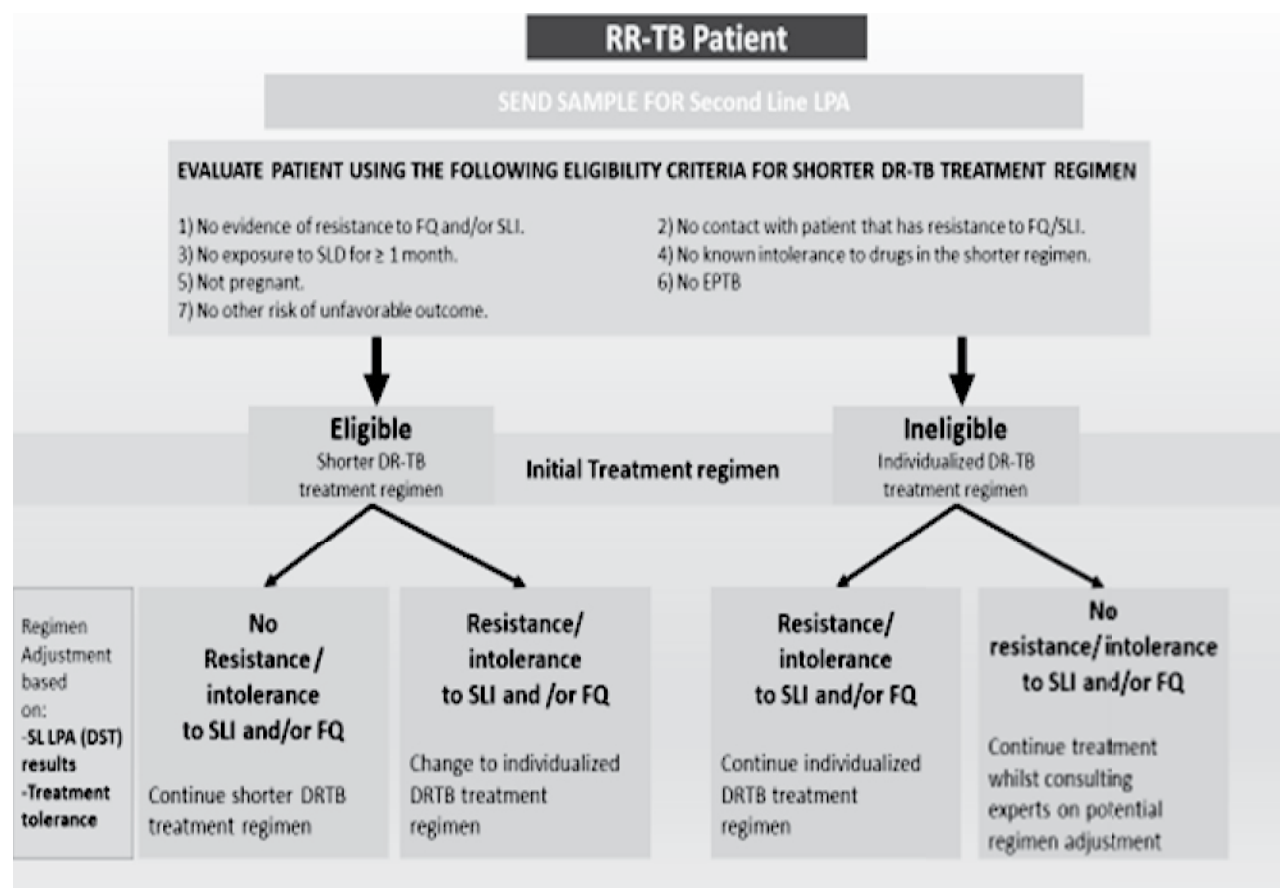 RR-TB Patient
SEND SAMPLE FOR Second Line LPA
EVALUATE PATIENT USING THE FOLLOWING ELIGIBILITY CRITERIA FOR SHORTER DR-TB TREATMENT REGIMEN
1) No evidence of resistance to FQ and/or SLI.
2) No contact with patient that has resistance to FQ/SLI.
3) No exposure to SLD for ≥ 1 month.
4) No known intolerance to drugs in the shorter regimen.
5) Not pregnant.
6) No EPTB
7) No other risk of unfavorable outcome.
Eligible
Shorter DR-TB
treatment regimen
Initial Treatment regimen
Ineligible
Individualized DR-TB
treatment regimen
Regimen
Adjustment
based
on:
-SL LPA (DST)
results
-Treatment
tolerance
No
Resistance/
intolerance
to SLI and/or FQ
Continue shorter DRTB
treatment regimen
Resistance/
intolerance
to SLI and /or FQ
Change to individualized
DRTB treatment
regimen
Resistance/
intolerance
to SLI and/or FQ
Continue individualized
DRTB treatment
regimen
No
resistance/intolerance
to SLI and/or FQ
Continue treatment
whilst consulting
experts on potential
regimen adjustment